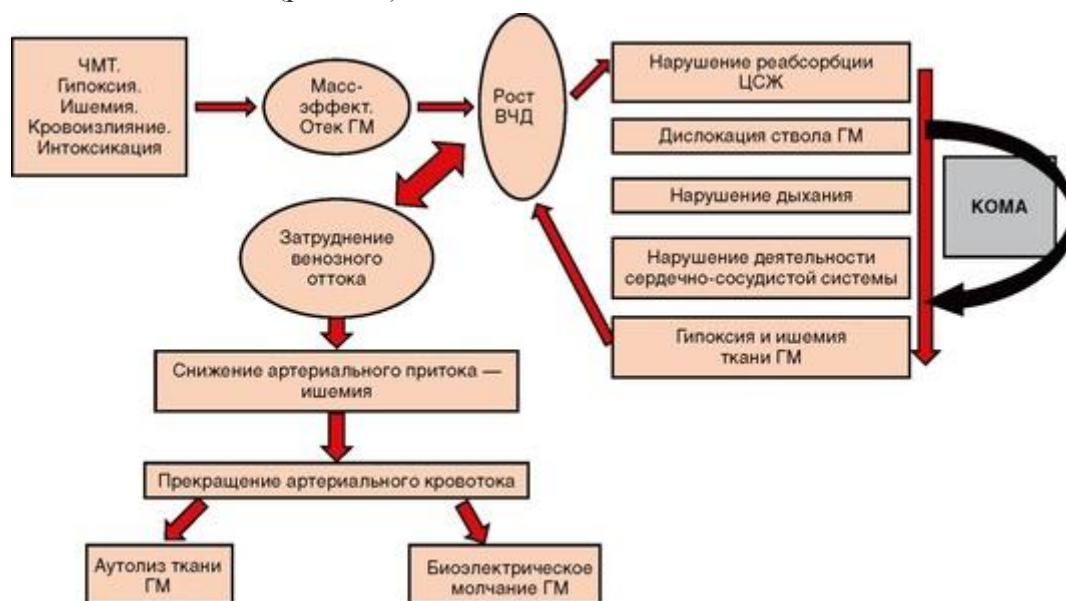 ЧМТ.
Гипоксия.
Ишемия.
Кровоизлияние.
Интоксикация
Масс-
эффект.
Отек ГМ
Рост
ВЧД
Нарушение реабсорбции
ЦСЖ
Дислокация ствола ГМ
Нарушение дыхания
Нарушение деятельности
сердечно-сосудистой системы
Гипоксия и ишемия
ткани ГМ
КОМА
Затруднение
венозного
оттока
Снижение артериального притока —
ишемия
Прекращение артериального кровотока
Аутолиз ткани
ГМ
Биоэлектрическое
молчание ГМ